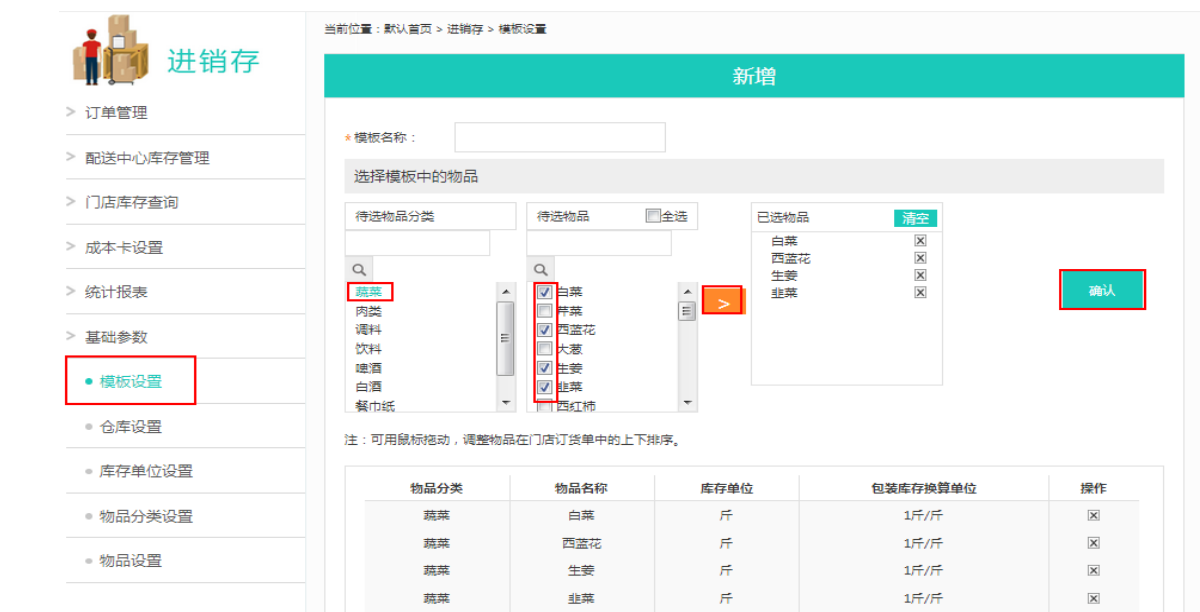 进销存
订单管理
配送中心库存管理
门店库存查询
成本卡设置
统计报表
基础参数
模板设置
仓库设置
库存单位设置
物品分类设置
物品设置
当前位置：默认首页 > 进销存 > 模板设置
新增
*模板名称：
选择模板中的物品
待选物品分类
蔬菜
肉类
调料
饮料
啤酒
白酒
餐巾纸
待选物品 全选
白菜
芹菜
西蓝花
大葱
生姜
韭菜
西红柿
>
已选物品 清空
白菜
西蓝花
生姜
韭菜
确认
注：可用鼠标拖动，调整物品在门店订货单中的上下排序。
物品分类 物品名称 库存单位 包装库存换算单位 操作
蔬菜 白菜 斤 1斤/斤
蔬菜 西蓝花 斤 1斤/斤
蔬菜 生姜 斤 1斤/斤
蔬菜 韭菜 斤 1斤/斤